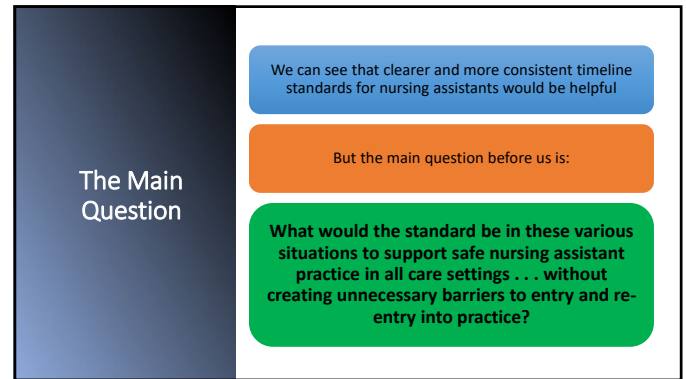 The Main
Question
We can see that clearer and more consistent timeline
standards for nursing assistants would be helpful
But the main question before us is:
What would the standard be in these various
situations to support safe nursing assistant
practice in all care settings . . . without
creating unnecessary barriers to entry and re-
entry into practice?